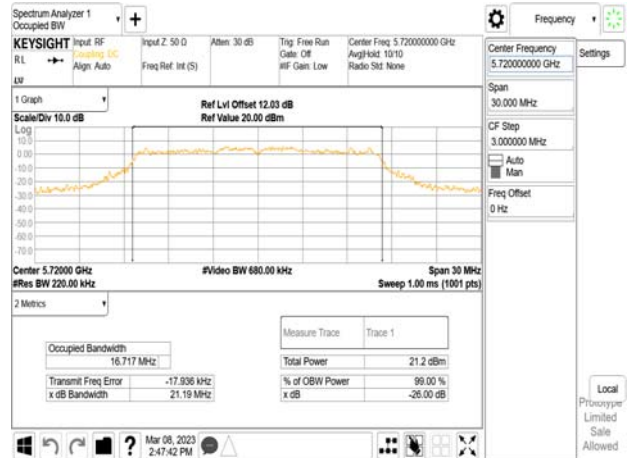 Spectrum Analyzer 1
Occupied BW
Frequency
KEYSIGHT Input: RF Input Z: 50 Ω Atten: 30 dB Trig: Free Run Center Freq: 5.720000000 GHz
RL Coupling: DC Gate: Off Avg|Hold: 10/10
Align: Auto Freq Ref: Int (S) #IF Gain: Low Radio Std: None
LNI
Center Frequency
5.720000000 GHz
Settings
Span
30.000 MHz
CF Step
3.000000 MHz
Auto
Man
Freq Offset
0 Hz
1 Graph
Ref Lvl Offset 12.03 dB
Scale/Div 10.0 dB Ref Value 20.00 dBm
Log
10.0
0.00
-10.0
-20.0
-30.0
-40.0
-50.0
-60.0
-70.0
Center 5.72000 GHz #Video BW 680.00 kHz Span 30 MHz
#Res BW 220.00 kHz Sweep 1.00 ms (1001 pts)
2 Metrics
Measure Trace Trace 1
Occupied Bandwidth
16.717 MHz
Total Power 21.2 dBm
Transmit Freq Error -17.936 kHz % of OBW Power 99.00 %
x dB Bandwidth 21.19 MHz x dB -26.00 dB
Local
Prototype
Limited
Sale
Allowed
? Mar 08, 2023
2:47:42 PM